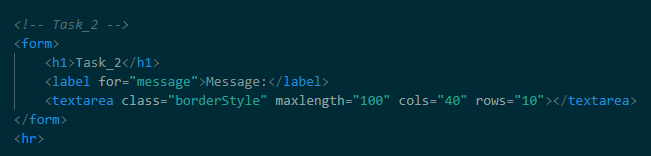 <!-- Task_2 -->
<form>
<h1>Task_2</h1>
<label for="message">Message:</label>
<textarea class="borderStyle" maxlength="100" cols="40" rows="10"></textarea>
</form>
<hr>